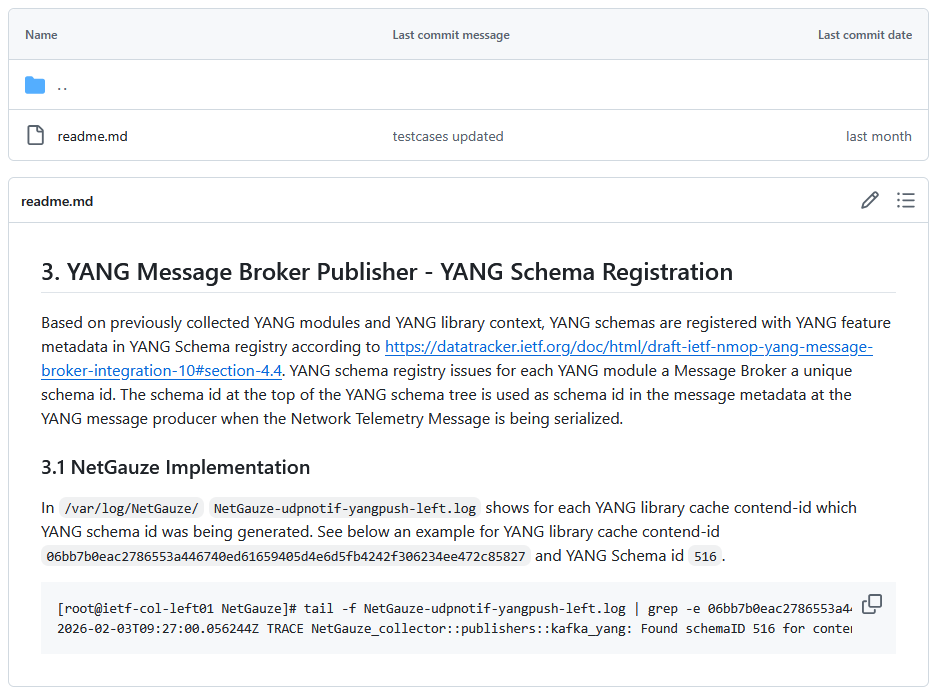 Name Last commit message Last commit date
..
readme.md testcases updated last month
readme.md
3. YANG Message Broker Publisher - YANG Schema Registration
Based on previously collected YANG modules and YANG library context, YANG schemas are registered with YANG feature
metadata in YANG Schema registry according to https://datatracker.ietf.org/doc/html/draft-ietf-nmop-yang-message-
broker-integration-10#section-4.4. YANG schema registry issues for each YANG module a Message Broker a unique
schema id. The schema id at the top of the YANG schema tree is used as schema id in the message metadata at the
YANG message producer when the Network Telemetry Message is being serialized.
3.1 NetGauze Implementation
In /var/log/NetGauze/ NetGauze-udpnotif-yangpush-left.log shows for each YANG library cache contend-id which
YANG schema id was being generated. See below an example for YANG library cache contend-id
06bb7b0eac2786553a446740ed61659405d4e6d5fb4242f306234ee472c85827 and YANG Schema id 516.
[root@ietf-col-left01 NetGauze]# tail -f NetGauze-udpnotif-yangpush-left.log | grep -e 06bb7b0eac2786553a4
2026-02-03T09:27:00.056244Z TRACE NetGauze_collector::publishers::kafka_yang: Found schemaID 516 for conte